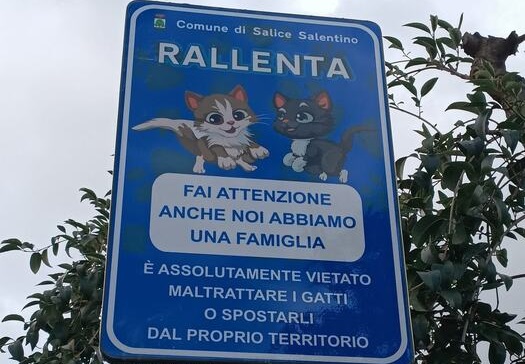 Comune di Salice Salentino
RALLENTA
FAI ATTENZIONE
ANCHE NOI ABBIAMO
UNA FAMIGLIA
È ASSOLUTAMENTE VIETATO
MALTRATTARE I GATTI
O SPOSTARLI
DAL PROPRIO TERRITORIO